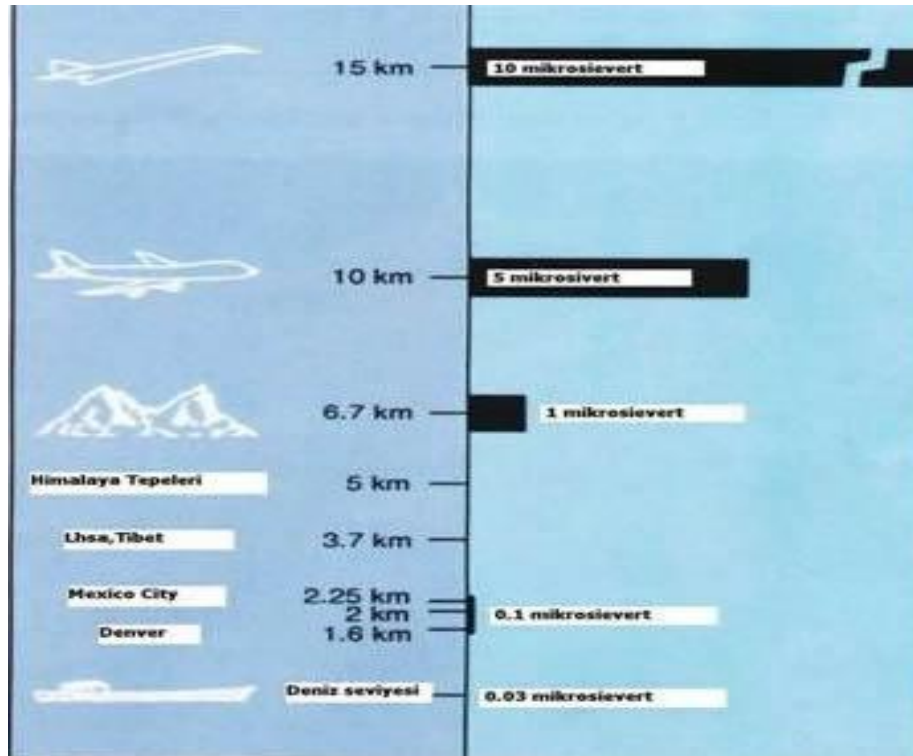 15 km 10 mikrosievert
10 km 5 mikrosivert
6.7 km 1 mikrosievert
Himalaya Tepeleri 5 km
Lhsa,Tibet 3.7 km
Mexico City 2.25 km
2 km 0.1 mikrosievert
Denver 1.6 km
Deniz seviyesi 0.03 mikrosievert